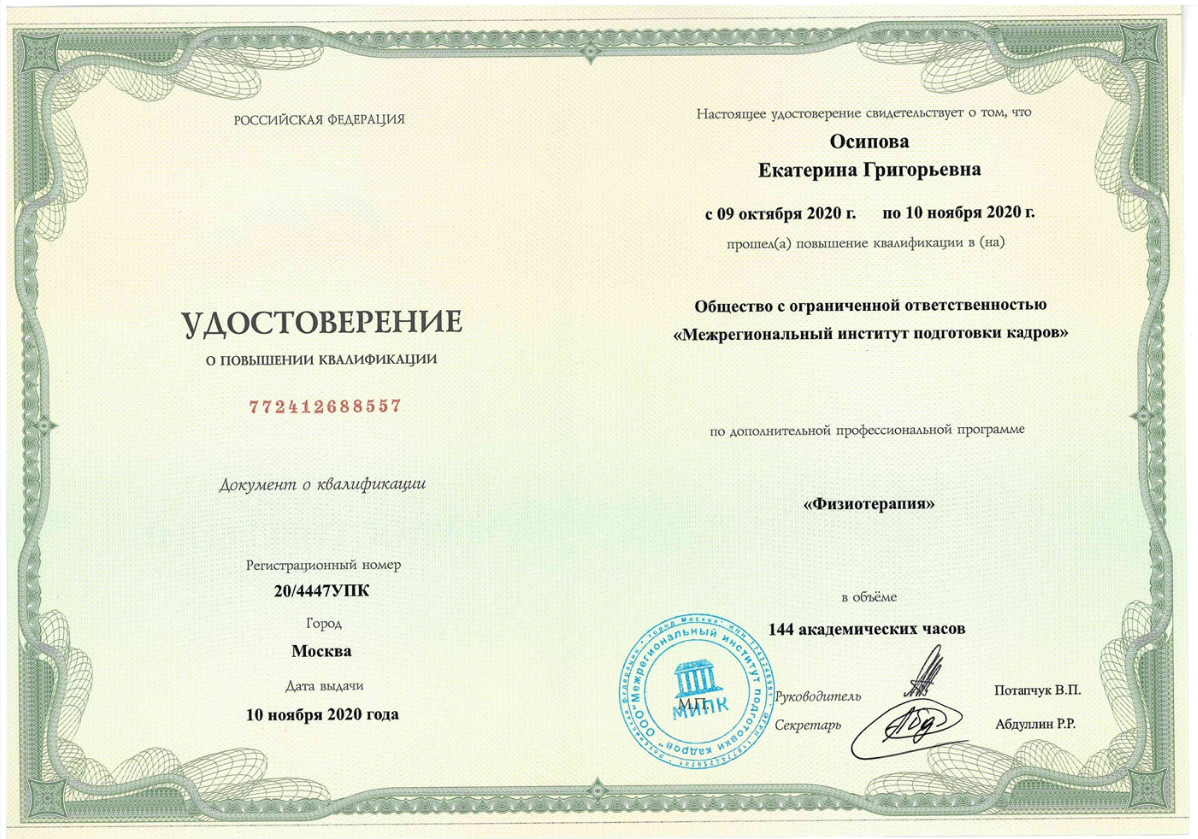 РОССИЙСКАЯ ФЕДЕРАЦИЯ
УДОСТОВЕРЕНИЕ
О ПОВЫШЕНИИ КВАЛИФИКАЦИИ
772412688557
Документ о квалификации
Регистрационный номер
20/4447УПК
Город
Москва
Дата выдачи
10 ноября 2020 года
Настоящее удостоверение свидетельствует о том, что
Осипова
Екатерина Григорьевна
с 09 октября 2020 г. по 10 ноября 2020 г.
прошел(а) повышение квалификации в (на)
Общество с ограниченной ответственностью
«Межрегиональный институт подготовки кадров»
по дополнительной профессиональной программе
«Физиотерапия»
в объёме
144 академических часов
Руководитель Потапчук В.П.
Секретарь Абдуллин Р.Р.
М.П.
МИПК
ООО "Межрегиональный институт подготовки кадров"